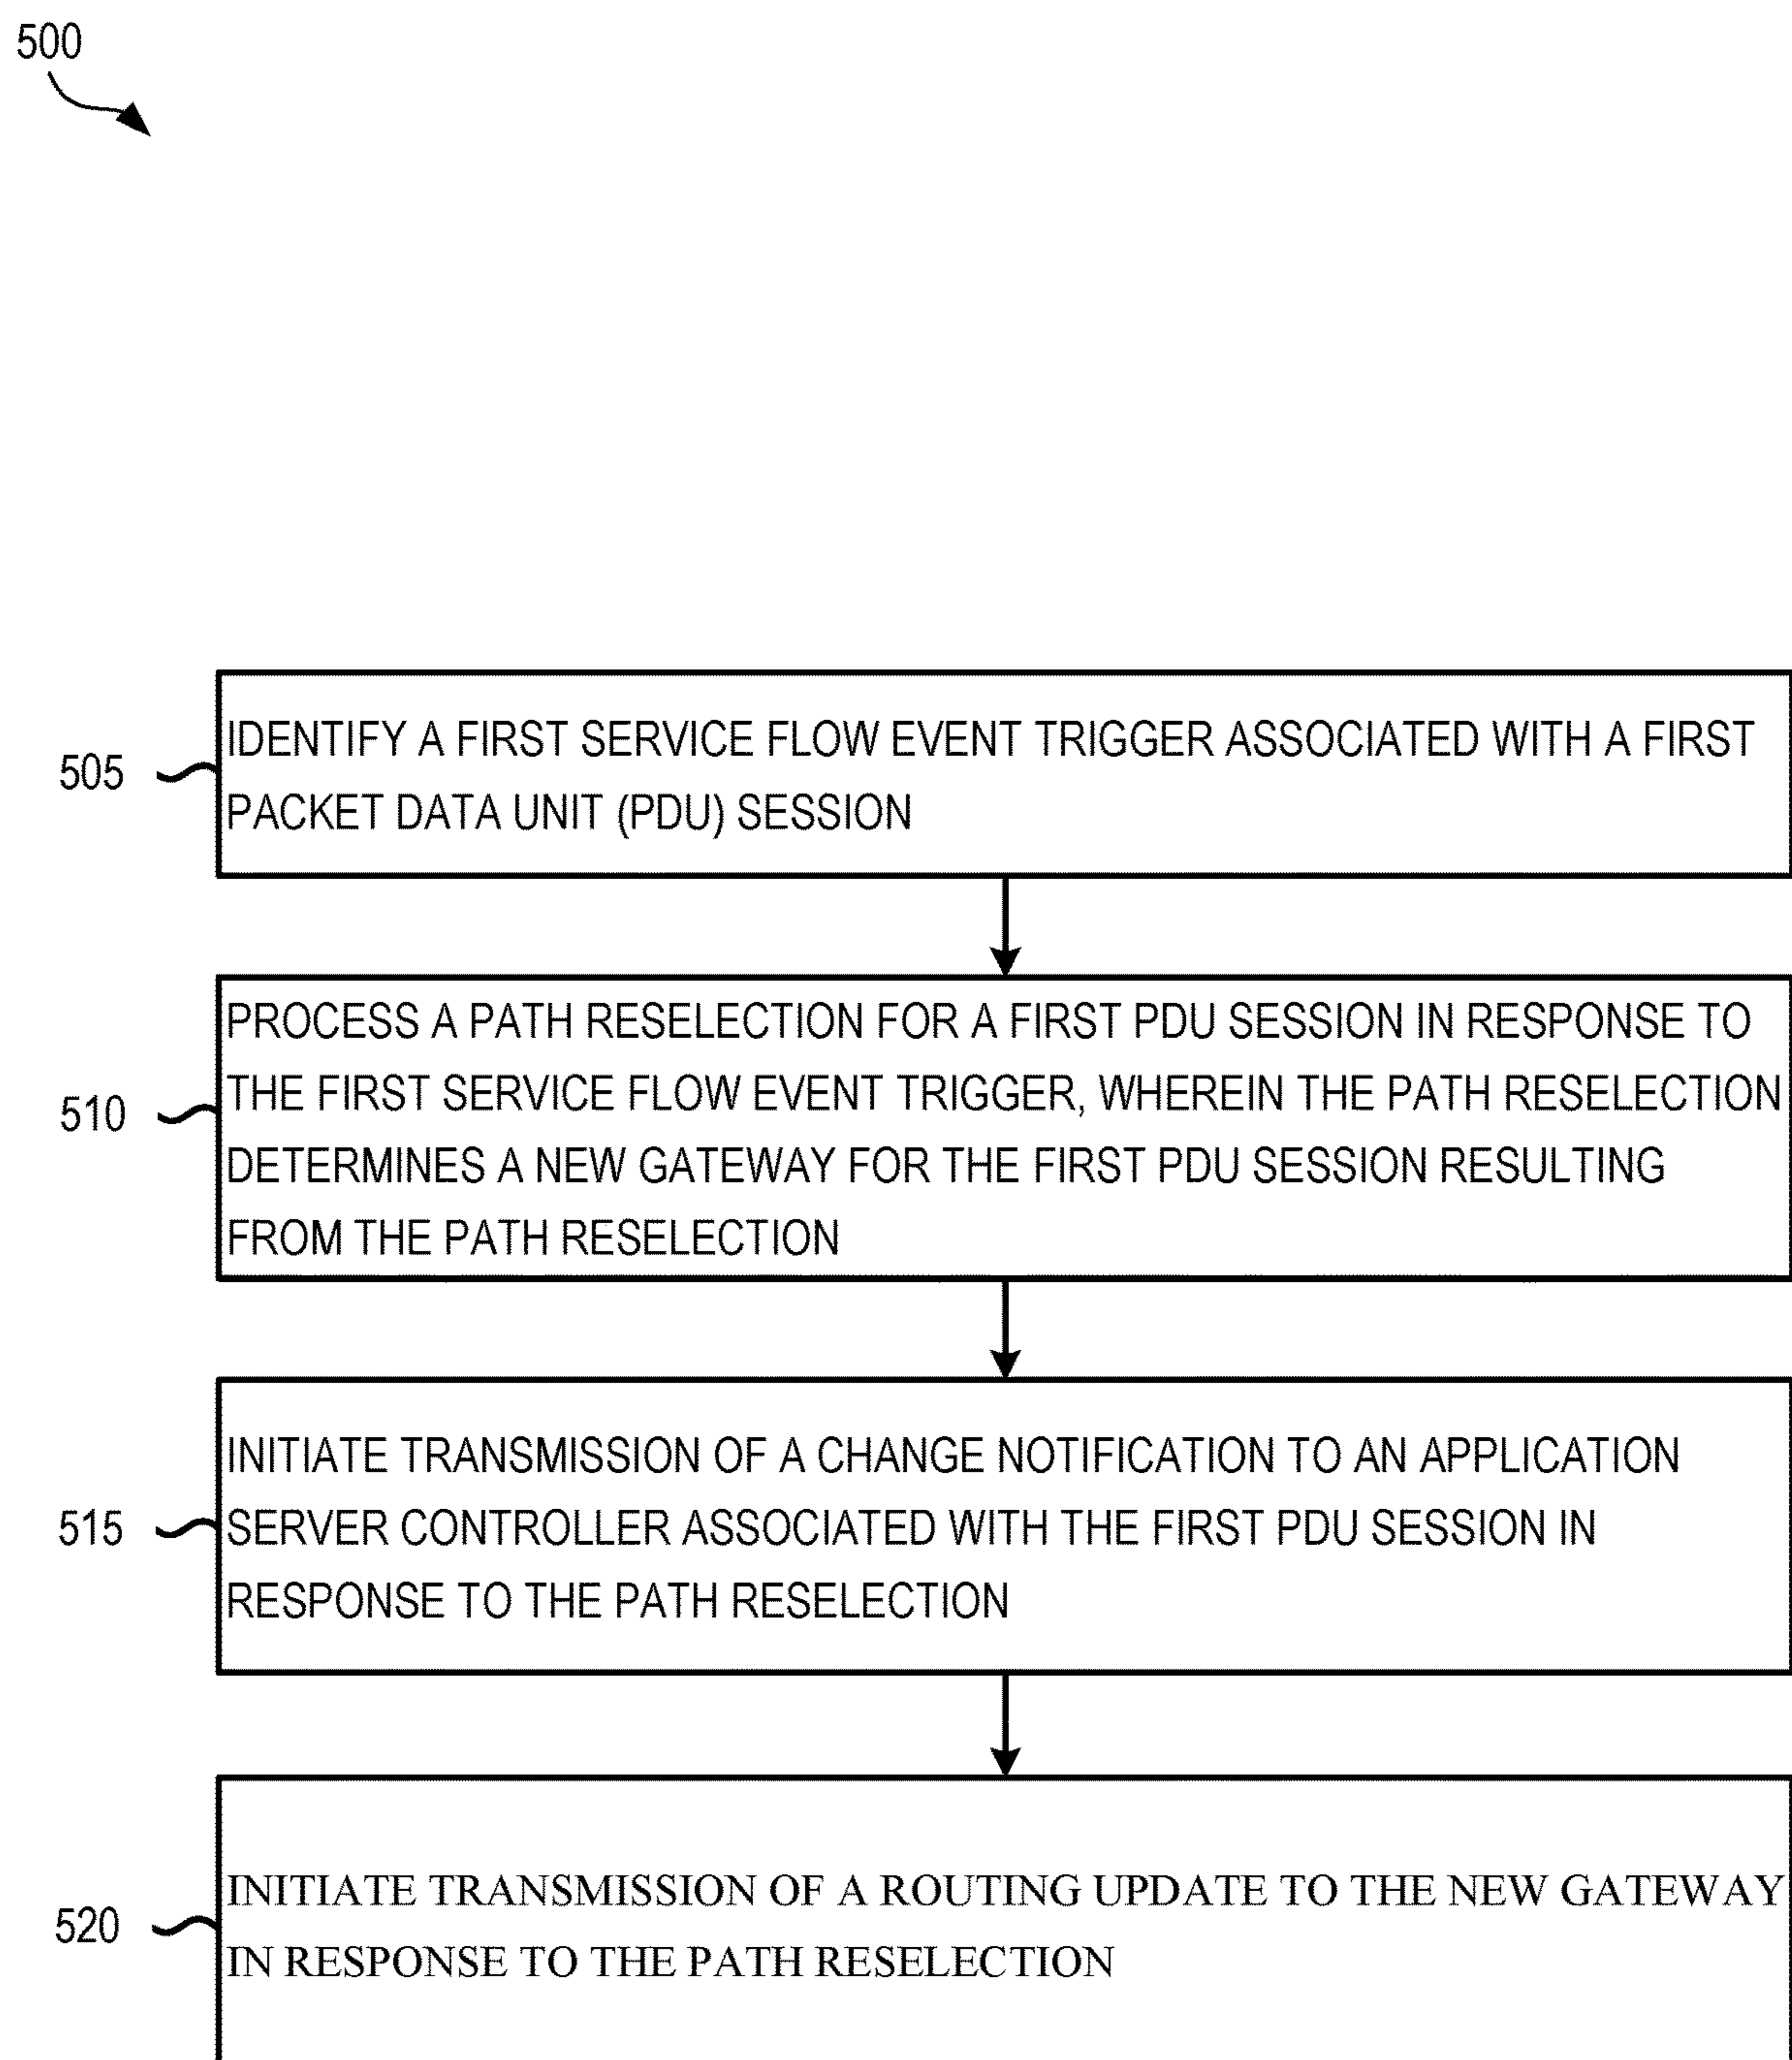 500
505
IDENTIFY A FIRST SERVICE FLOW EVENT TRIGGER ASSOCIATED WITH A FIRST
PACKET DATA UNIT (PDU) SESSION
510
PROCESS A PATH RESELECTION FOR A FIRST PDU SESSION IN RESPONSE TO
THE FIRST SERVICE FLOW EVENT TRIGGER, WHEREIN THE PATH RESELECTION
DETERMINES A NEW GATEWAY FOR THE FIRST PDU SESSION RESULTING
FROM THE PATH RESELECTION
515
INITIATE TRANSMISSION OF A CHANGE NOTIFICATION TO AN APPLICATION
SERVER CONTROLLER ASSOCIATED WITH THE FIRST PDU SESSION IN
RESPONSE TO THE PATH RESELECTION
520
INITIATE TRANSMISSION OF A ROUTING UPDATE TO THE NEW GATEWAY
IN RESPONSE TO THE PATH RESELECTION